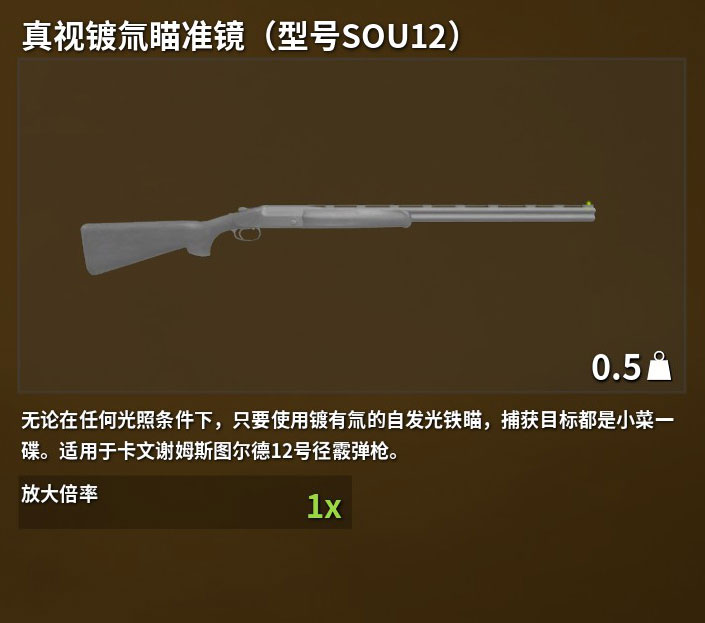 真视镀氚瞄准镜（型号SOU12）
0.5
无论在任何光照条件下，只要使用镀有氚的自发光铁瞄，捕获目标都是小菜一
碟。适用于卡文谢姆斯图尔德12号径霰弹枪。
放大倍率
1x